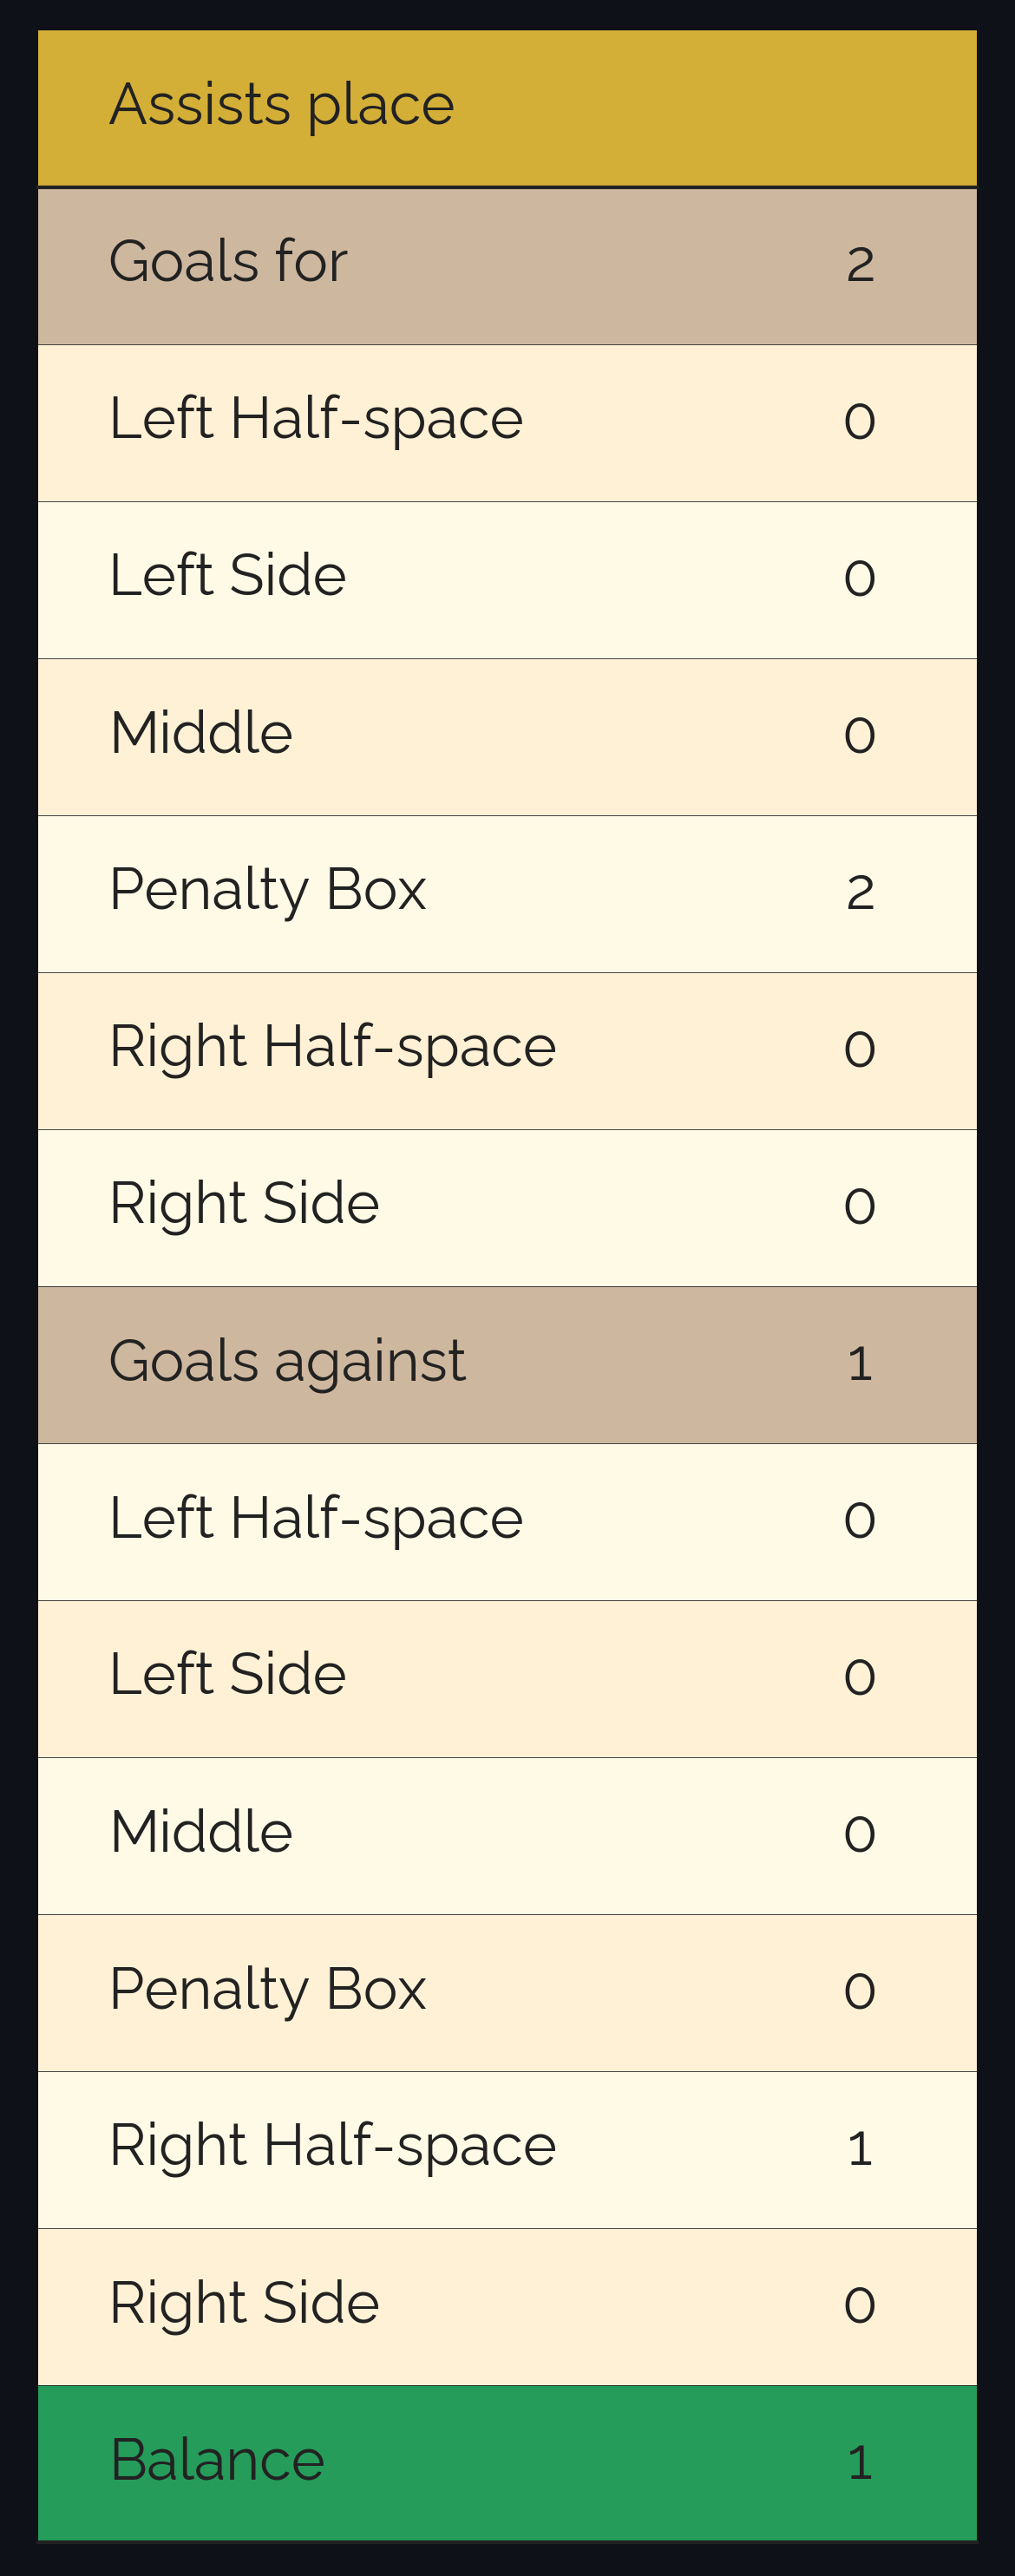 Assists place
Goals for 2
Left Half-space 0
Left Side 0
Middle 0
Penalty Box 2
Right Half-space 0
Right Side 0
Goals against 1
Left Half-space 0
Left Side 0
Middle 0
Penalty Box 0
Right Half-space 1
Right Side 0
Balance 1